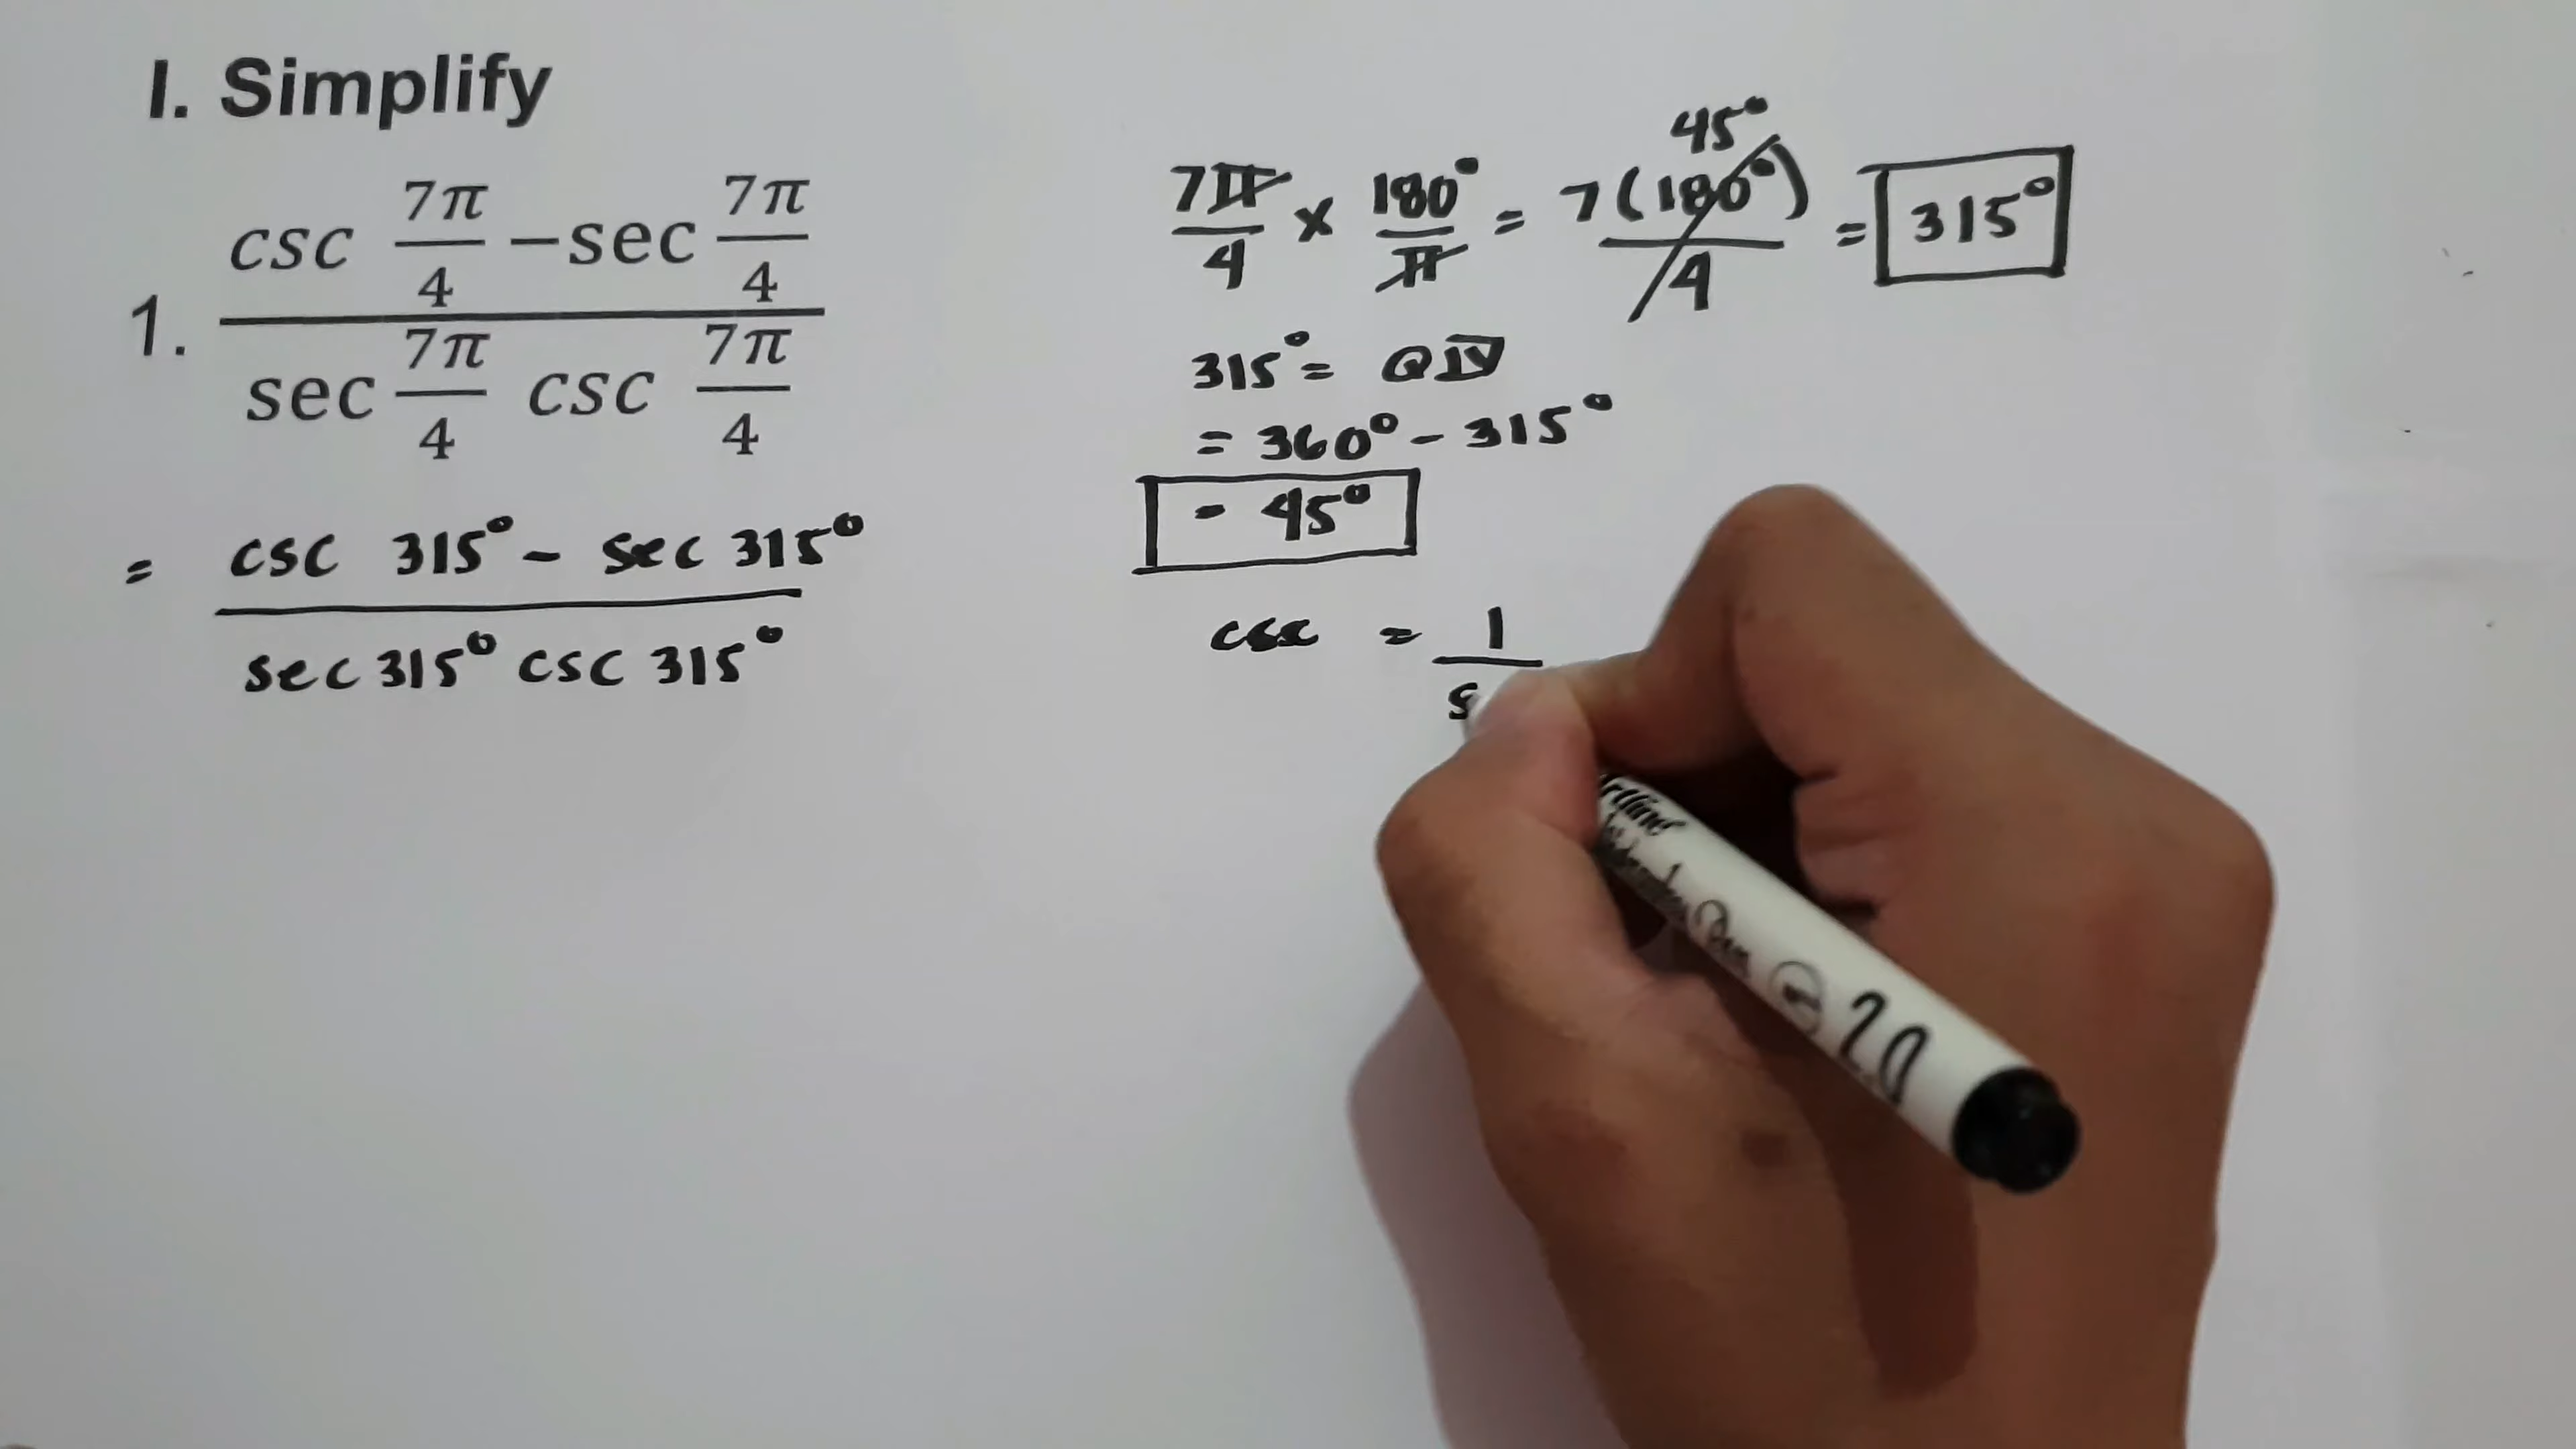 I. Simplify
1. csc 7π/4 − sec 7π/4
sec 7π/4 csc 7π/4
= csc 315° - sec 315°
sec 315° csc 315°
7π/4 x 180°/π = 7(180°)/4 = 315°
45°
315° = QIV
= 360° - 315°
= 45°
csc = 1
s
20